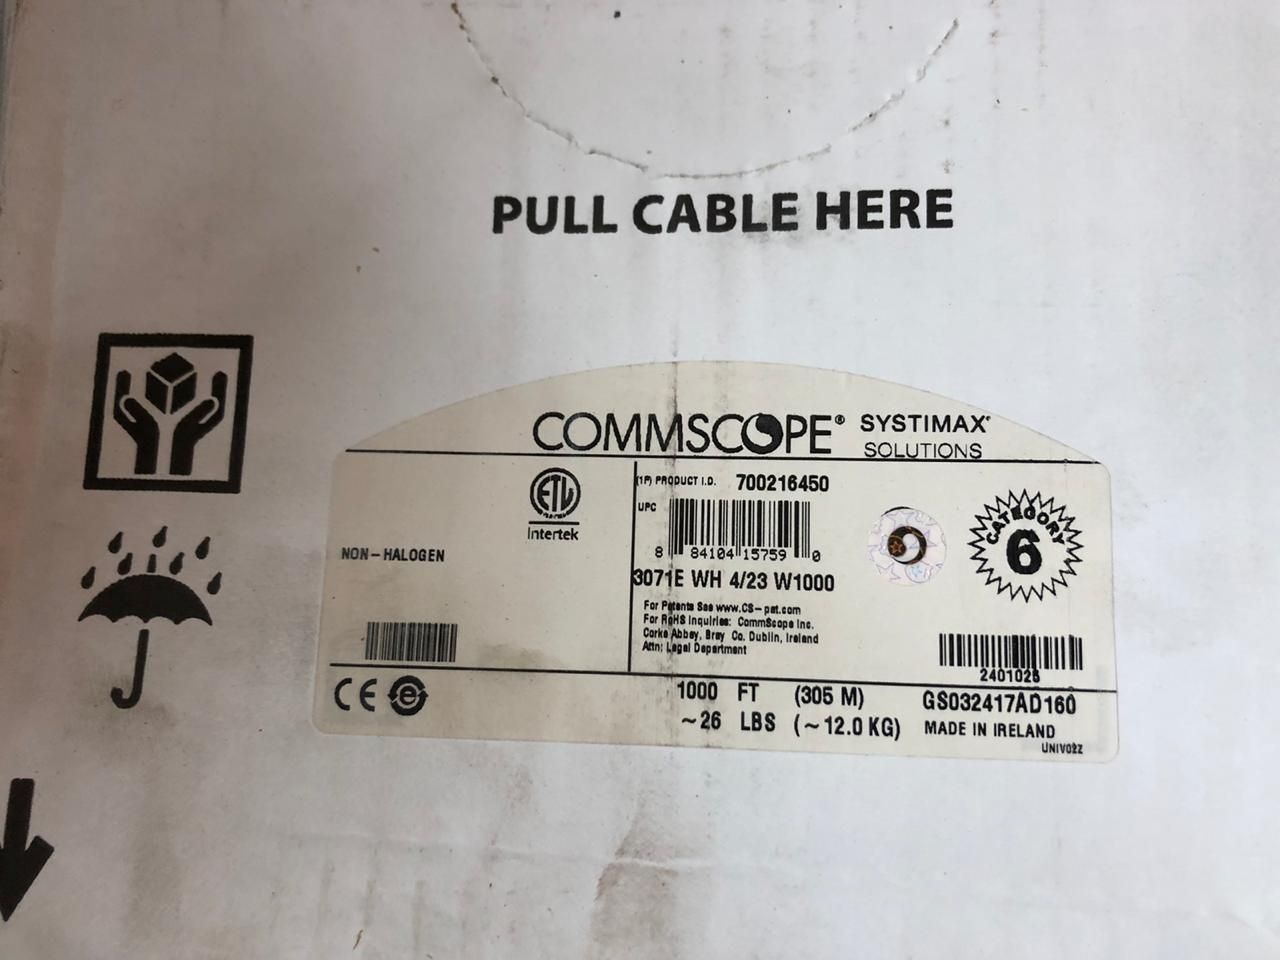 PULL CABLE HERE
COMMSCOPE® SYSTIMAX®
SOLUTIONS
ETL
Intertek
NON-HALOGEN
(1P) PRODUCT I.D. 700216450
UPC
8 84104 15759 0
3071E WH 4/23 W1000
For Patents See www.CS-pat.com
For RoHS Inquiries: CommScope Inc.
Corke Abbey, Bray Co. Dublin, Ireland
Attn: Legal Department
CATEGORY
6
2401028
CE e
1000 FT (305 M)
~26 LBS (~12.0 KG)
GS032417AD160
MADE IN IRELAND
UNIV02Z